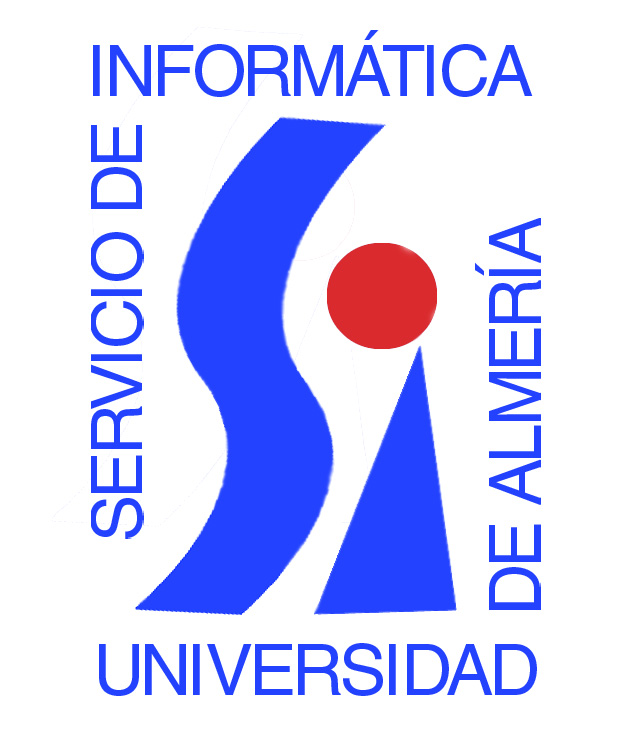 SERVICIO DE
INFORMÁTICA
UNIVERSIDAD
DE ALMERÍA